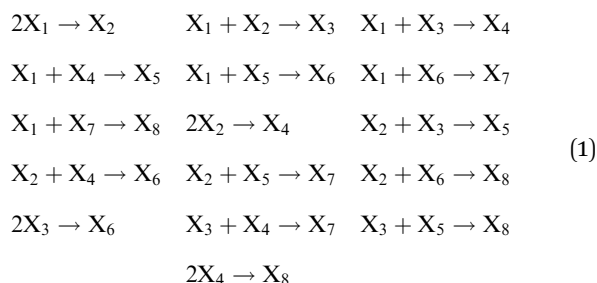 2X₁ → X₂ X₁ + X₂ → X₃ X₁ + X₃ → X₄
X₁ + X₄ → X₅ X₁ + X₅ → X₆ X₁ + X₆ → X₇
X₁ + X₇ → X₈ 2X₂ → X₄ X₂ + X₃ → X₅
(1)
X₂ + X₄ → X₆ X₂ + X₅ → X₇ X₂ + X₆ → X₈
2X₃ → X₆ X₃ + X₄ → X₇ X₃ + X₅ → X₈
2X₄ → X₈